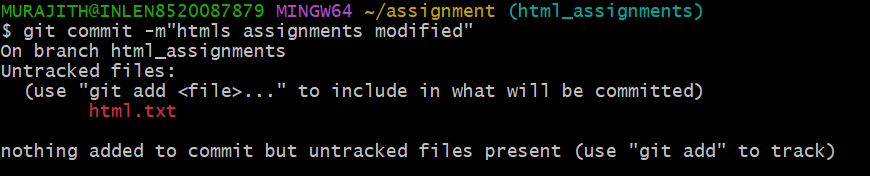 MURAJITH@INLEN8520087879 MINGW64 ~/assignment (html_assignments)
$ git commit -m"htmls assignments modified"
On branch html_assignments
Untracked files:
  (use "git add <file>..." to include in what will be committed)
        html.txt

nothing added to commit but untracked files present (use "git add" to track)